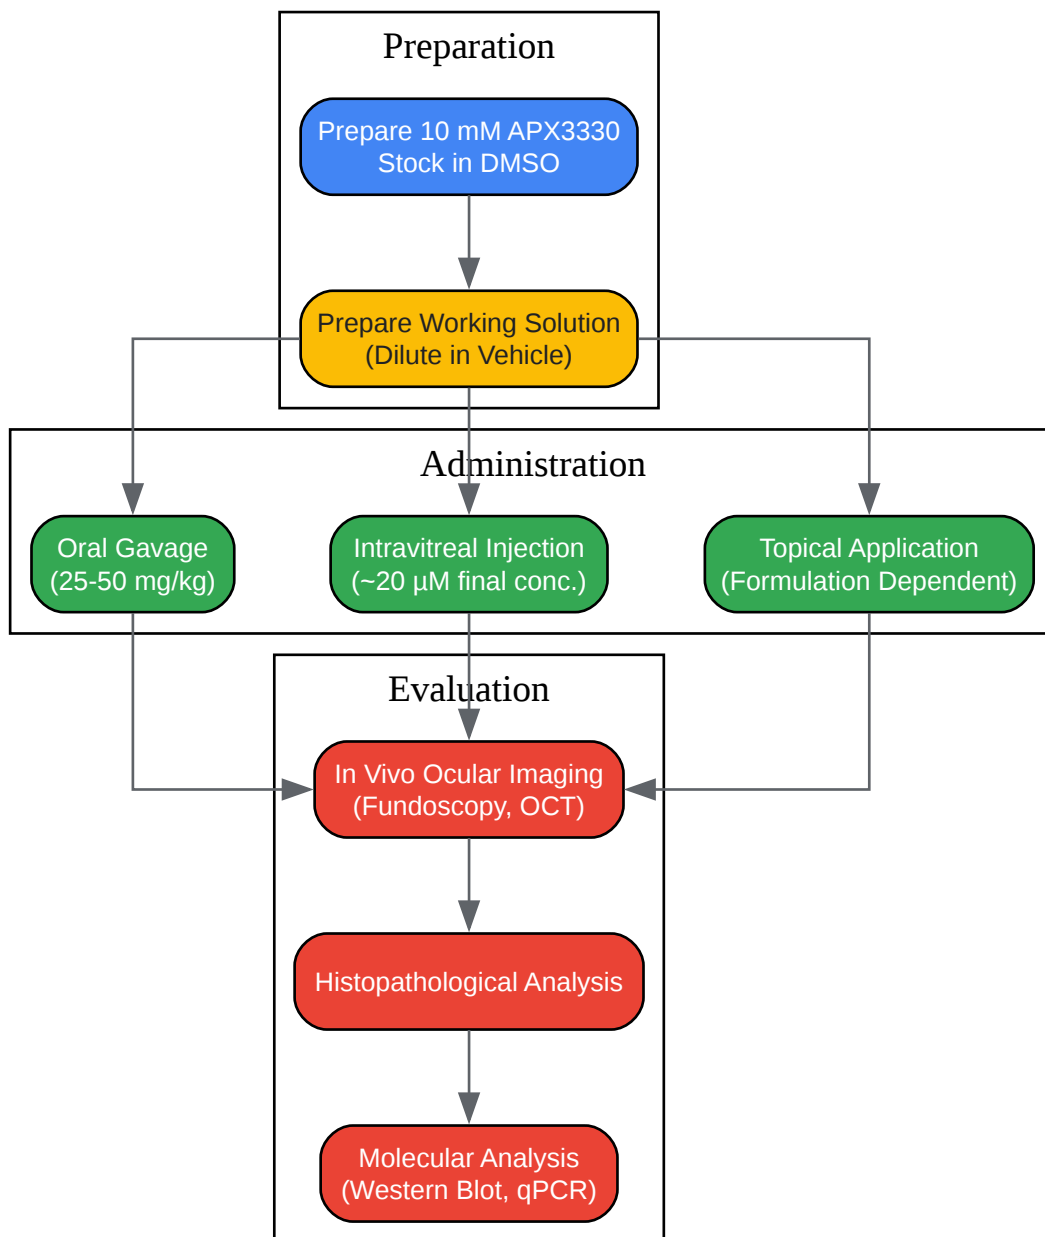 Preparation
Prepare 10 mM APX3330
Stock in DMSO
Prepare Working Solution
(Dilute in Vehicle)
Administration
Oral Gavage
(25-50 mg/kg)
Intravitreal Injection
(~20 µM final conc.)
Topical Application
(Formulation Dependent)
Evaluation
In Vivo Ocular Imaging
(Fundoscopy, OCT)
Histopathological Analysis
Molecular Analysis
(Western Blot, qPCR)